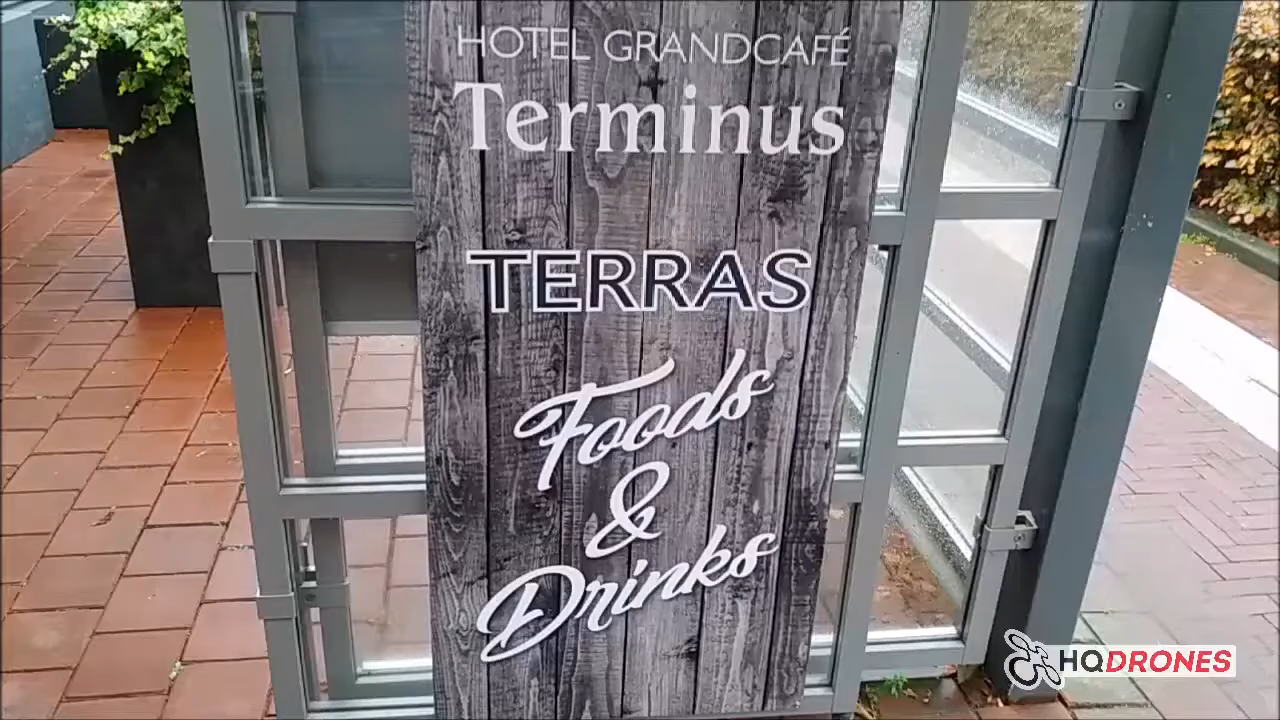 HOTEL GRANDCAFÉ
Terminus
TERRAS
Foods
&
Drinks
HQDRONES